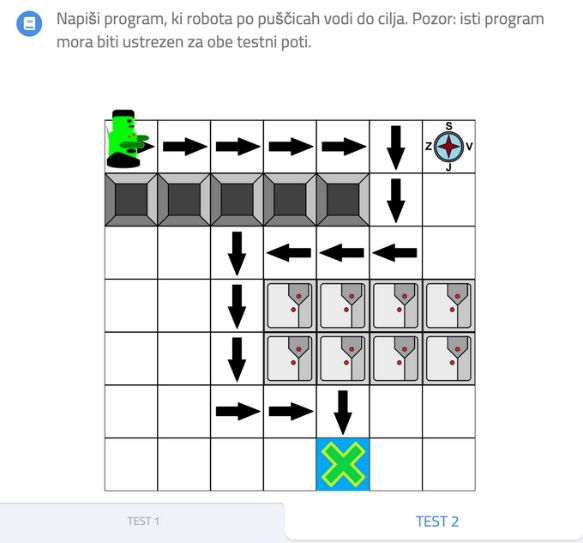 Napiši program, ki robota po puščicah vodi do cilja. Pozor: isti program
mora biti ustrezen za obe testni poti.
S
Z V
J
TEST 1 TEST 2